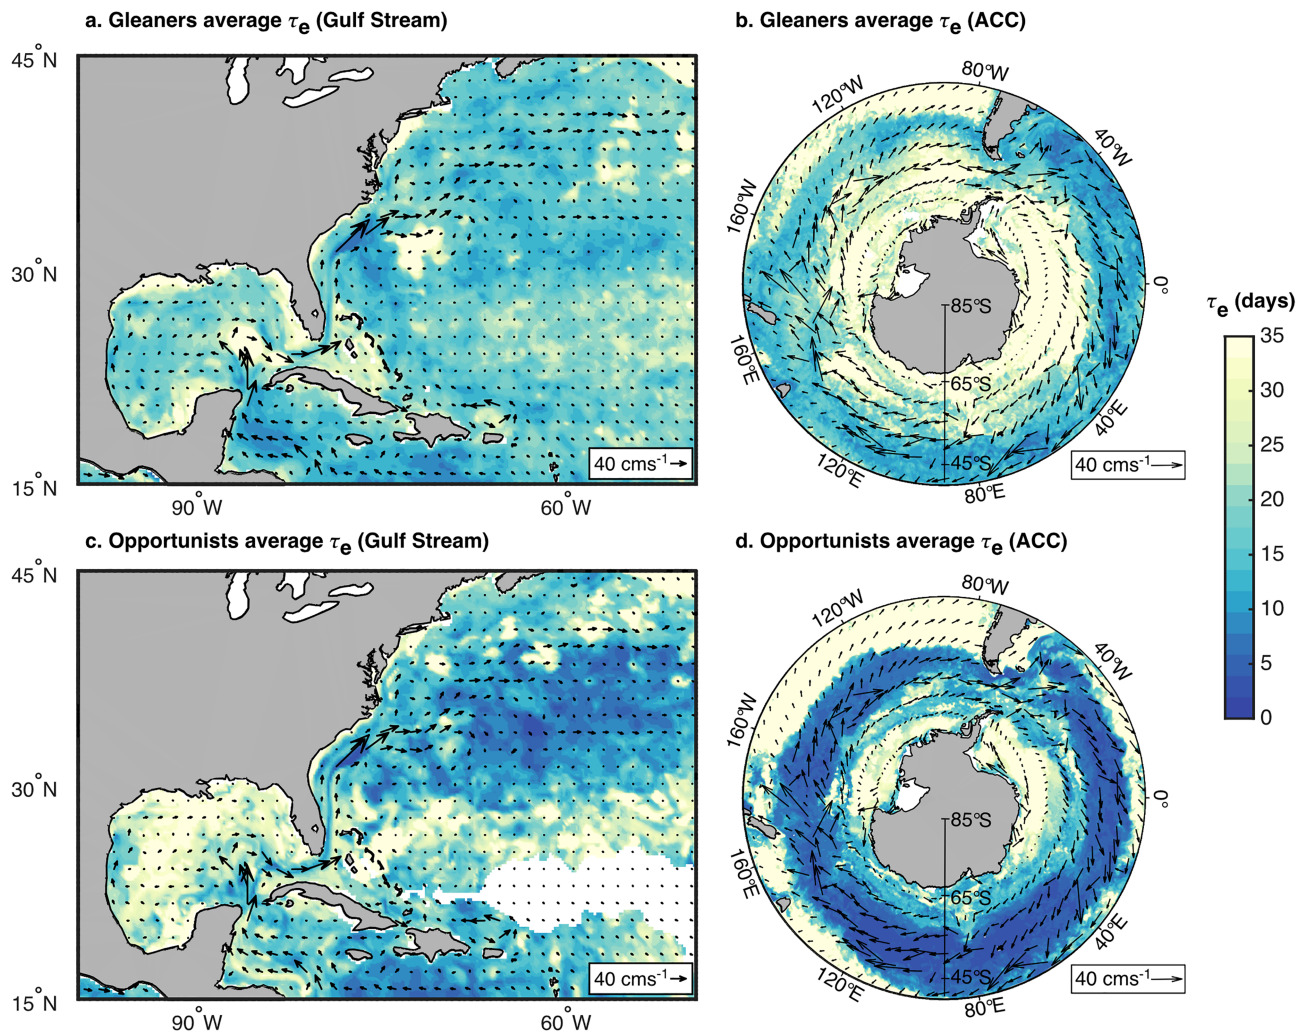 a. Gleaners average τe (Gulf Stream)
45°N
30°N
15°N
90°W
60°W
40 cms-1
b. Gleaners average τe (ACC)
80°W
120°W
40°W
160°W
0°
160°E
40°E
120°E
80°E
85°S
65°S
45°S
40 cms-1
τe (days)
35
30
25
20
15
10
5
0
c. Opportunists average τe (Gulf Stream)
45°N
30°N
15°N
90°W
60°W
40 cms-1
d. Opportunists average τe (ACC)
80°W
120°W
40°W
160°W
0°
160°E
40°E
120°E
80°E
85°S
65°S
45°S
40 cms-1